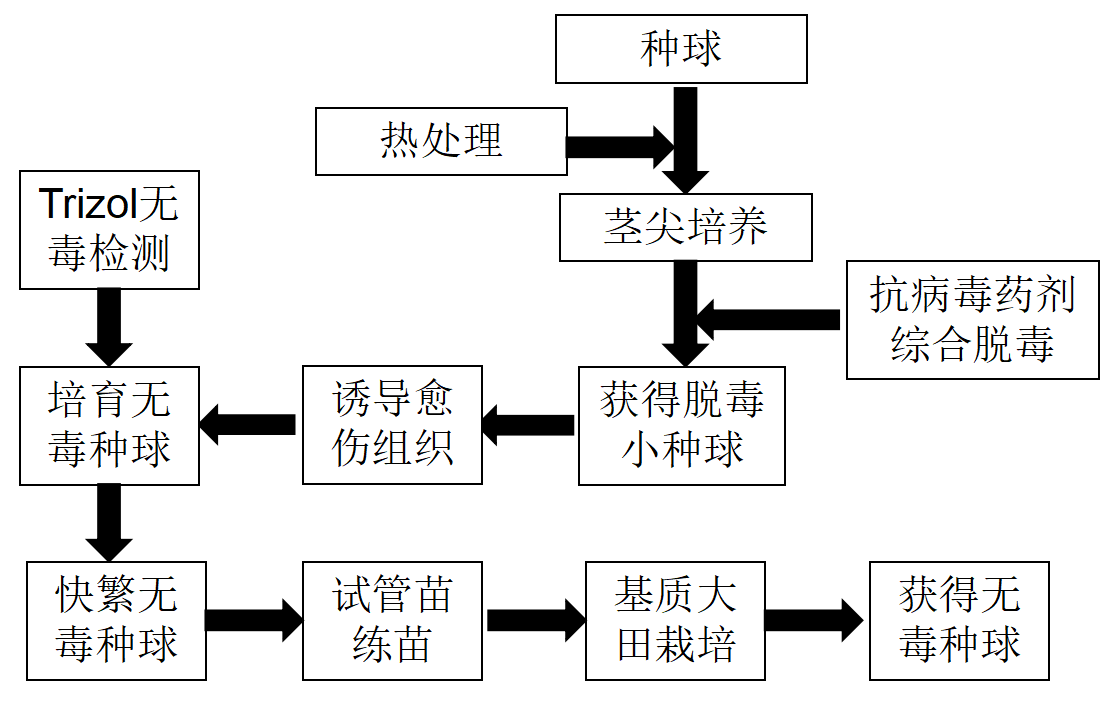 种球
热处理
茎尖培养
抗病毒药剂
综合脱毒
获得脱毒
小种球
诱导愈
伤组织
Trizol无
毒检测
培育无
毒种球
快繁无
毒种球
试管苗
练苗
基质大
田栽培
获得无
毒种球